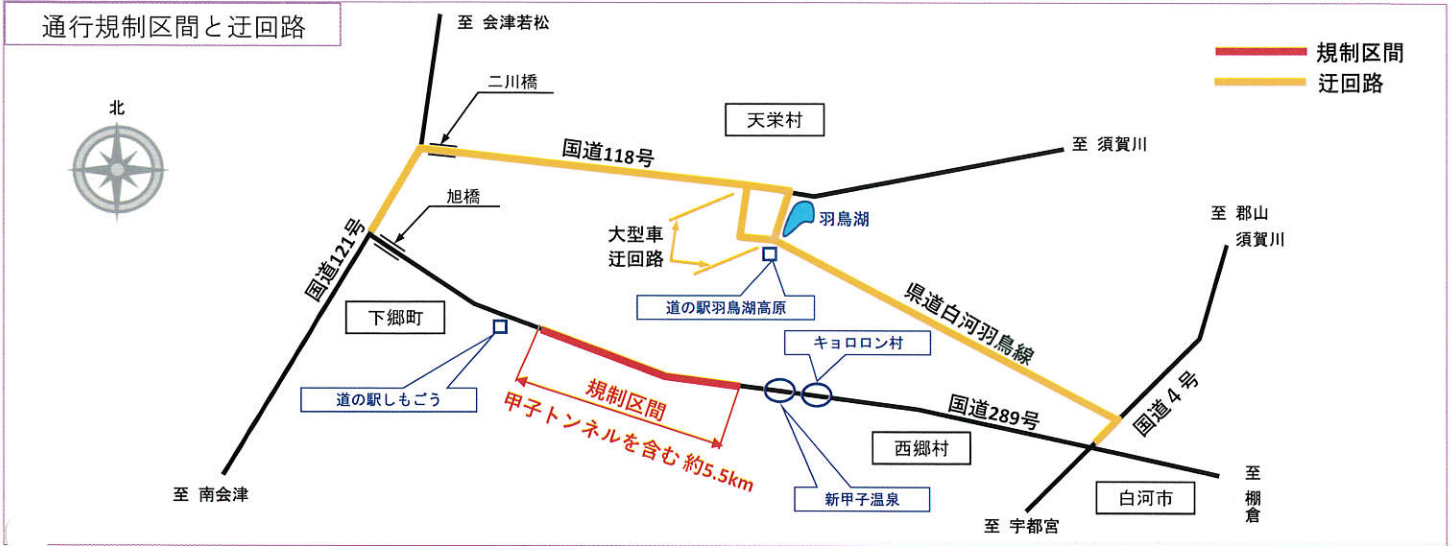 通行規制区間と迂回路
至 会津若松
規制区間
迂回路
北
二川橋
天栄村
国道118号
至 須賀川
旭橋
羽鳥湖
至 郡山
須賀川
大型車
迂回路
国道121号
道の駅羽鳥湖高原
県道白河羽鳥線
下郷町
キョロロン村
道の駅しもごう
規制区間
甲子トンネルを含む 約5.5km
国道289号
国道4号
西郷村
至 南会津
新甲子温泉
白河市
至
棚倉
至 宇都宮